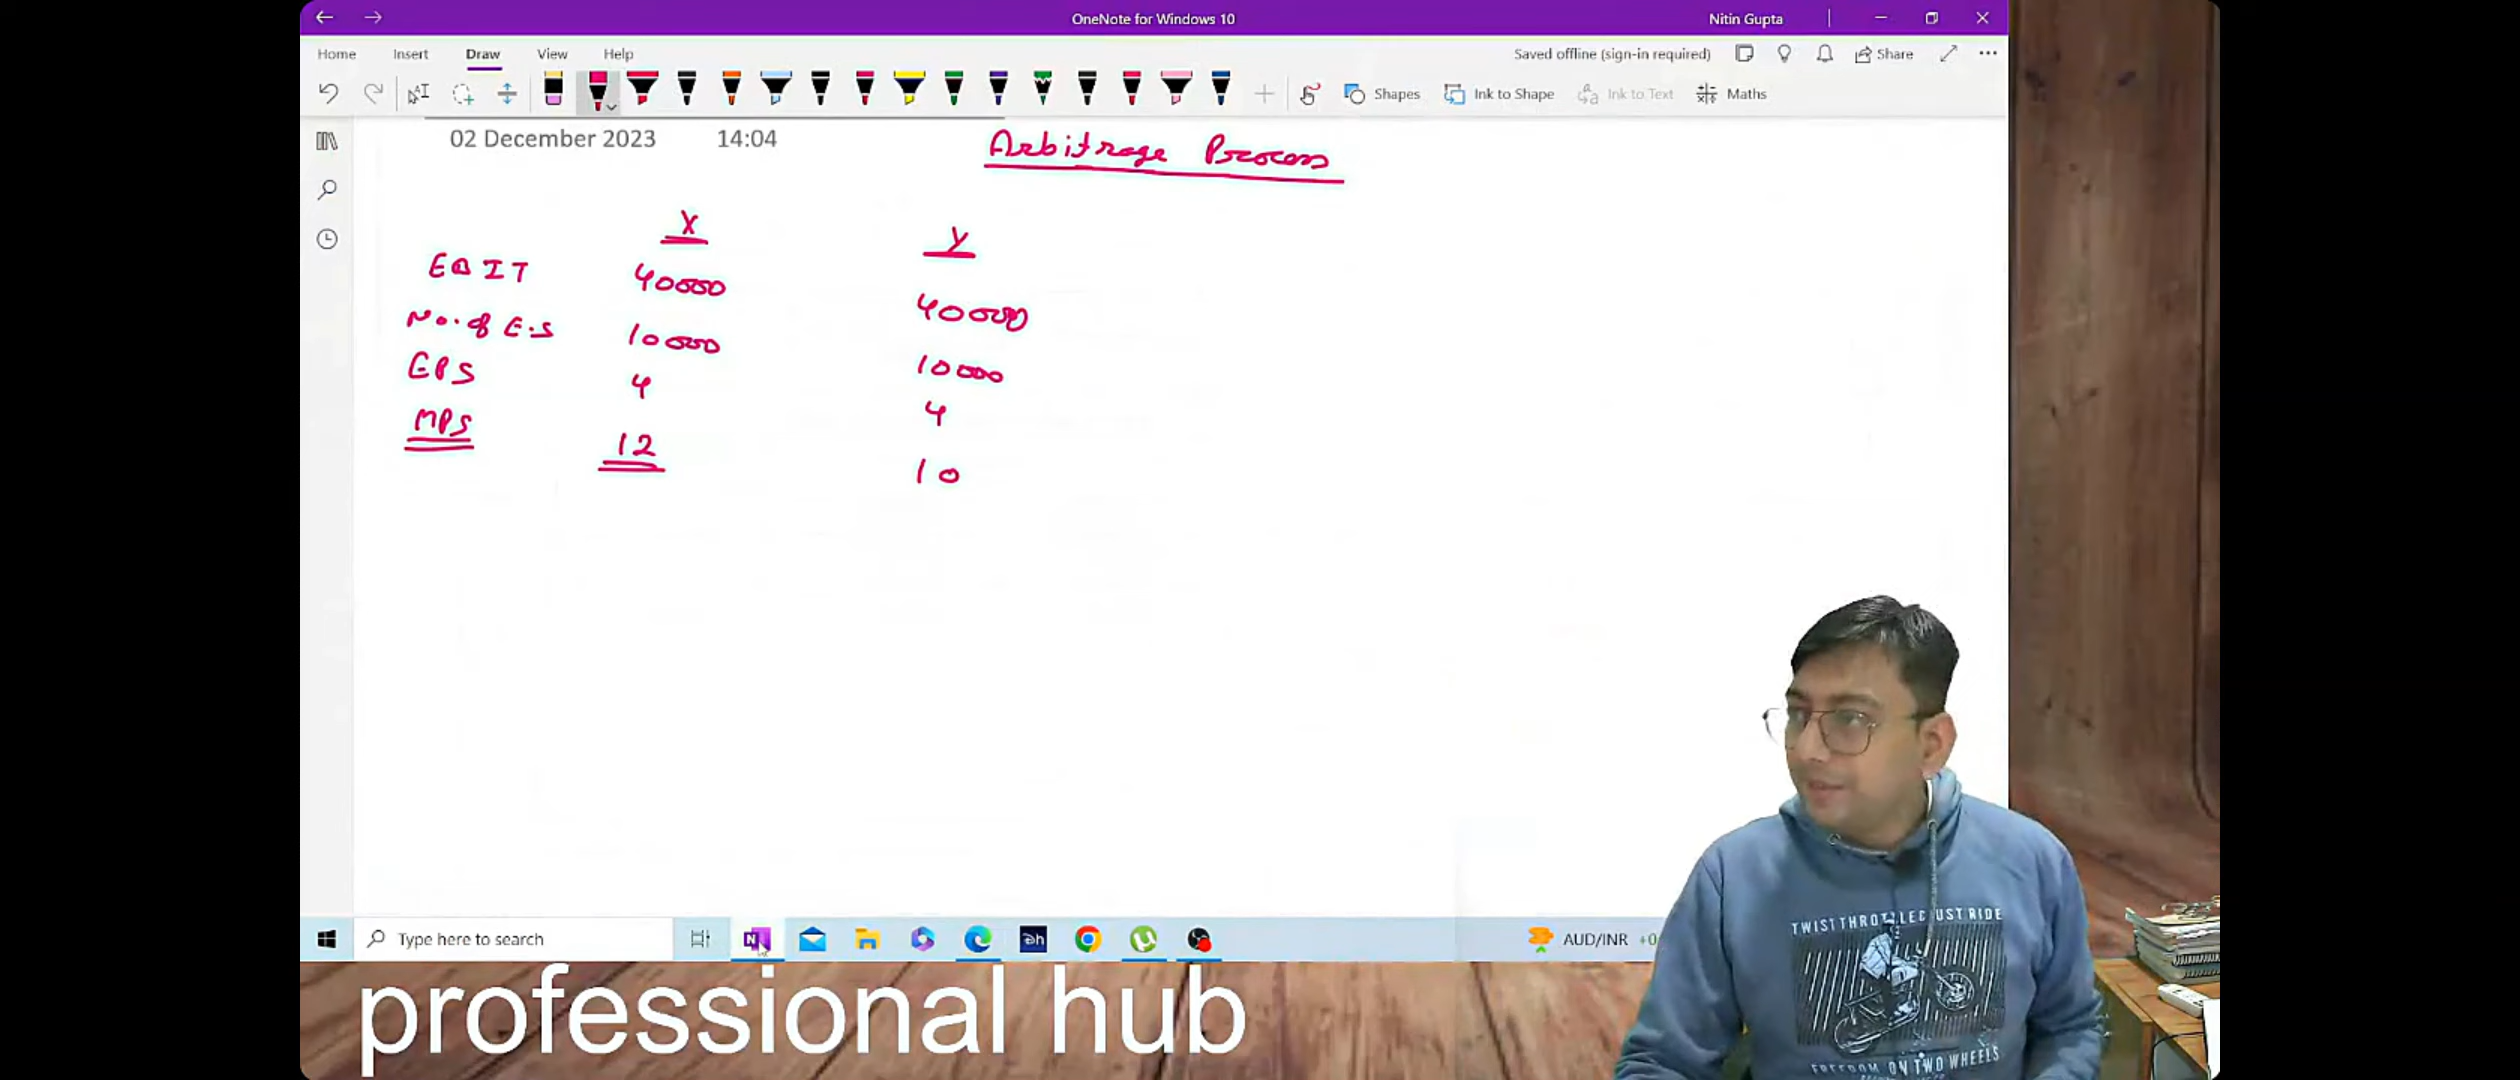 OneNote for Windows 10
Nitin Gupta
Home Insert Draw View Help
Saved offline (sign-in required) Share
Shapes Ink to Shape Ink to Text Maths
02 December 2023 14:04
Arbitrage Process
X Y
EBIT 40000 40000
No. of E.S 10000 10000
EPS 4 4
MPS 12 10
Type here to search
AUD/INR +0
professional hub
TWIST THROTTLE JUST RIDE
FREEDOM ON TWO WHEELS